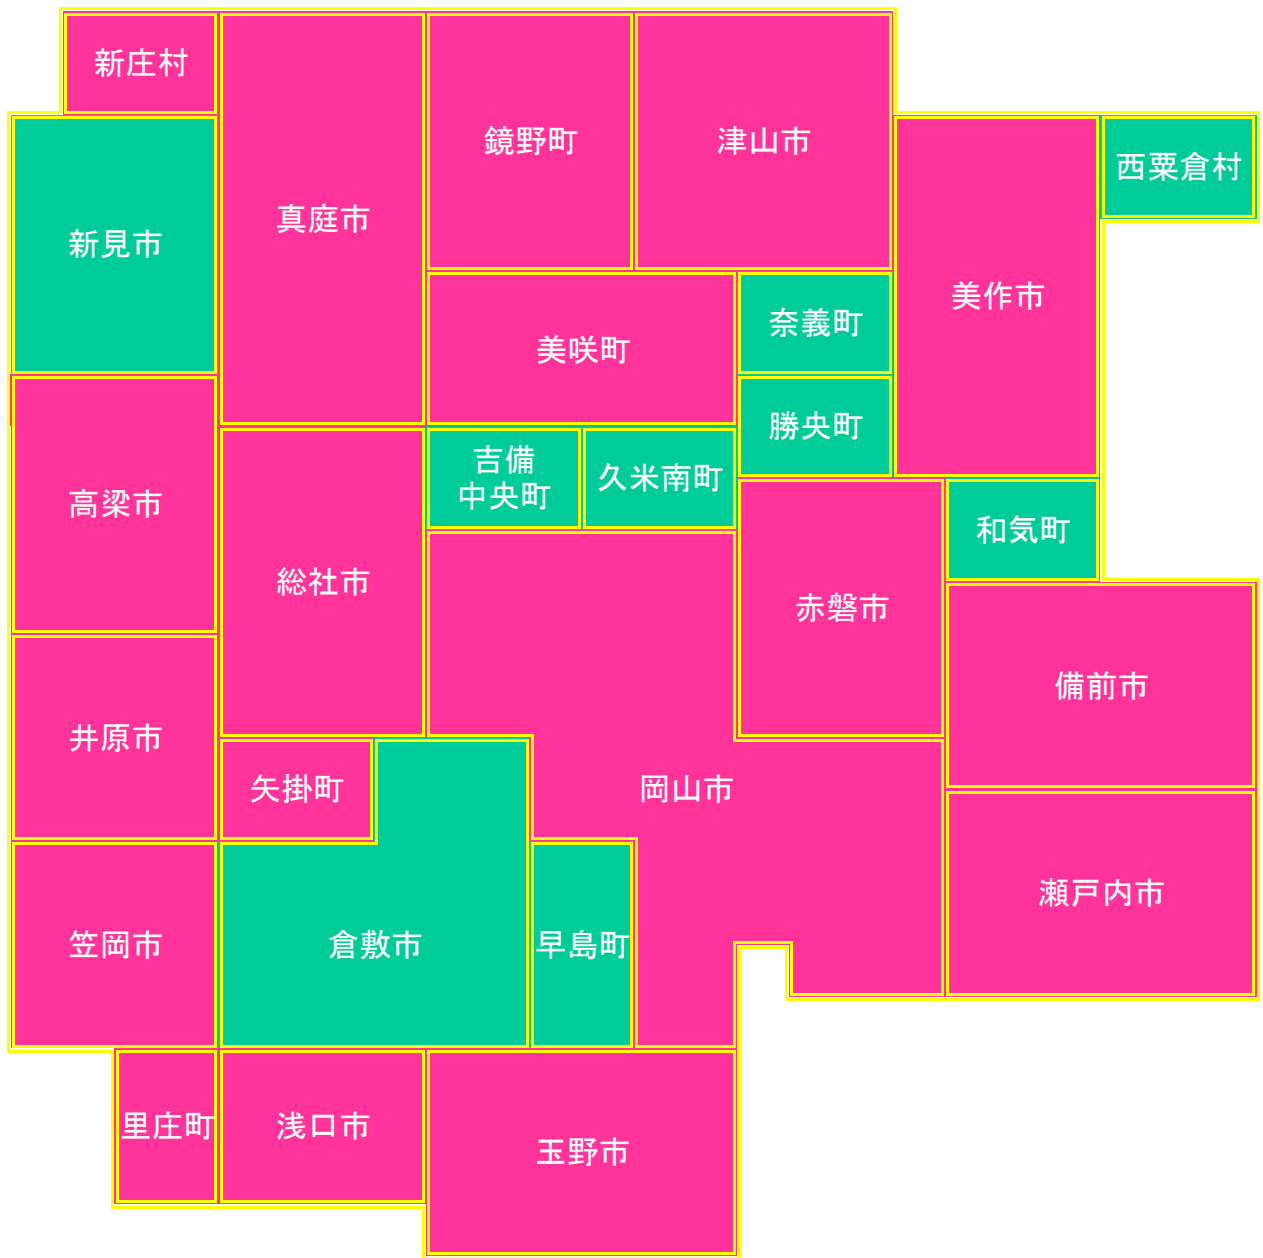 新庄村
真庭市
鏡野町
津山市
新見市
美作市
西粟倉村
美咲町
奈義町
勝央町
高梁市
総社市
吉備
中央町
久米南町
赤磐市
和気町
備前市
井原市
矢掛町
岡山市
瀬戸内市
笠岡市
倉敷市
早島町
里庄町
浅口市
玉野市